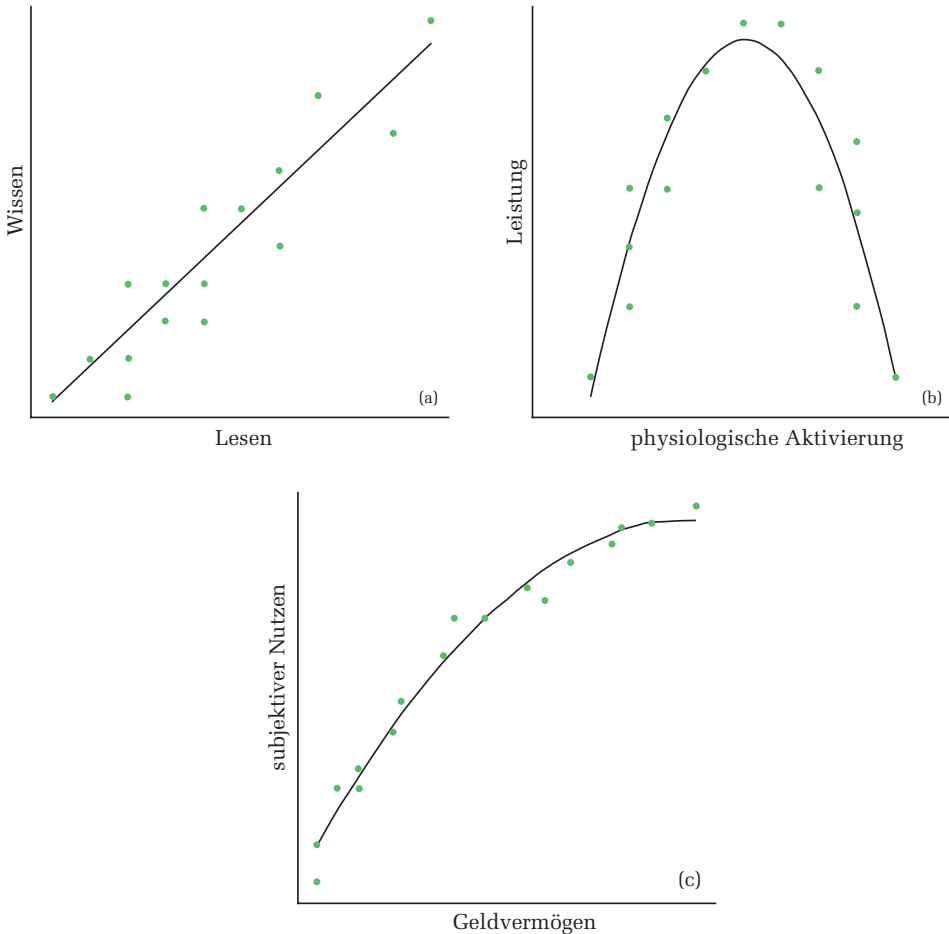 Wissen
(a)
Lesen
Leistung
(b)
physiologische Aktivierung
subjektiver Nutzen
(c)
Geldvermögen